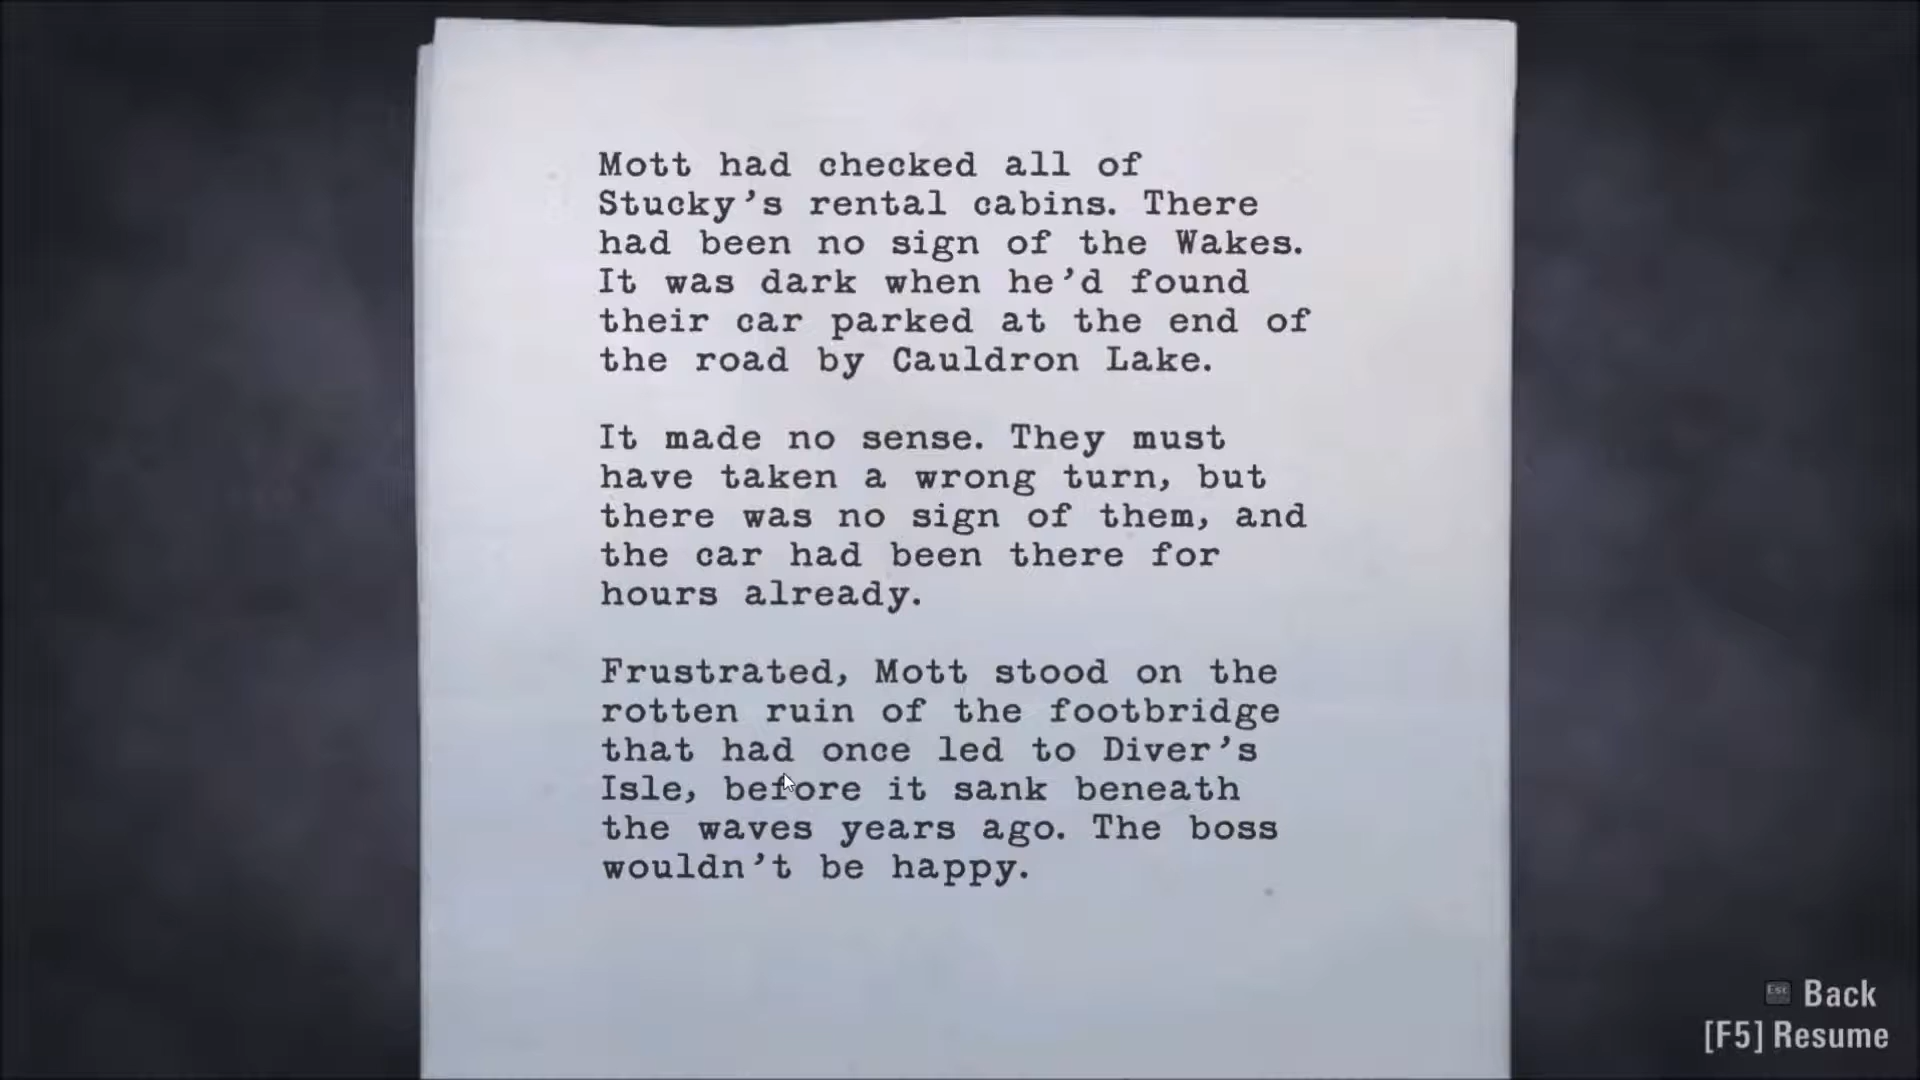 Mott had checked all of
Stucky's rental cabins. There
had been no sign of the Wakes.
It was dark when he'd found
their car parked at the end of
the road by Cauldron Lake.
It made no sense. They must
have taken a wrong turn, but
there was no sign of them, and
the car had been there for
hours already.
Frustrated, Mott stood on the
rotten ruin of the footbridge
that had once led to Diver's
Isle, before it sank beneath
the waves years ago. The boss
wouldn't be happy.
Esc Back
[F5] Resume